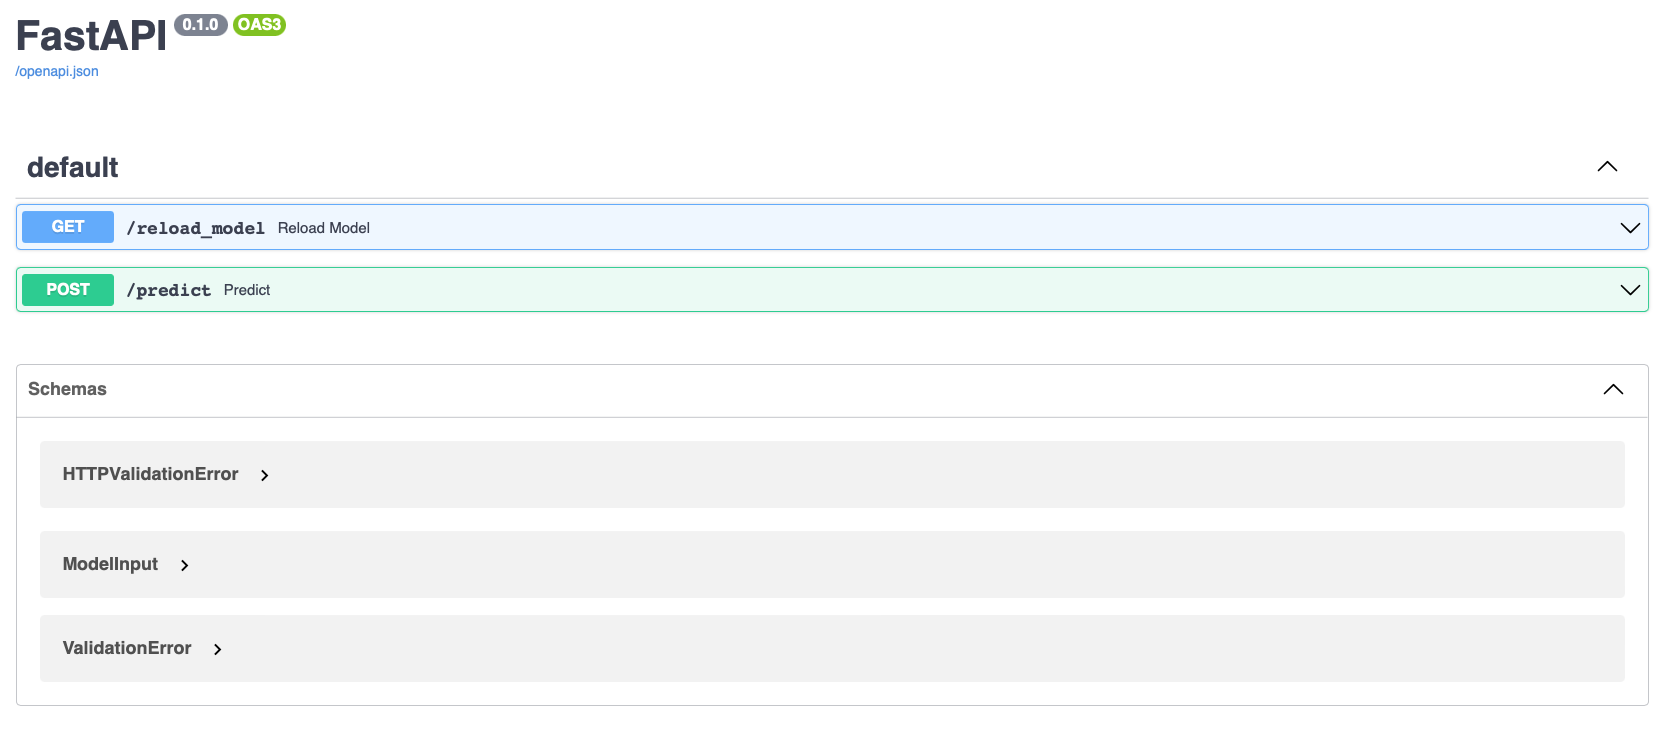 FastAPI 0.1.0 OAS3
/openapi.json
default
GET /reload_model Reload Model
POST /predict Predict
Schemas
HTTPValidationError
ModelInput
ValidationError